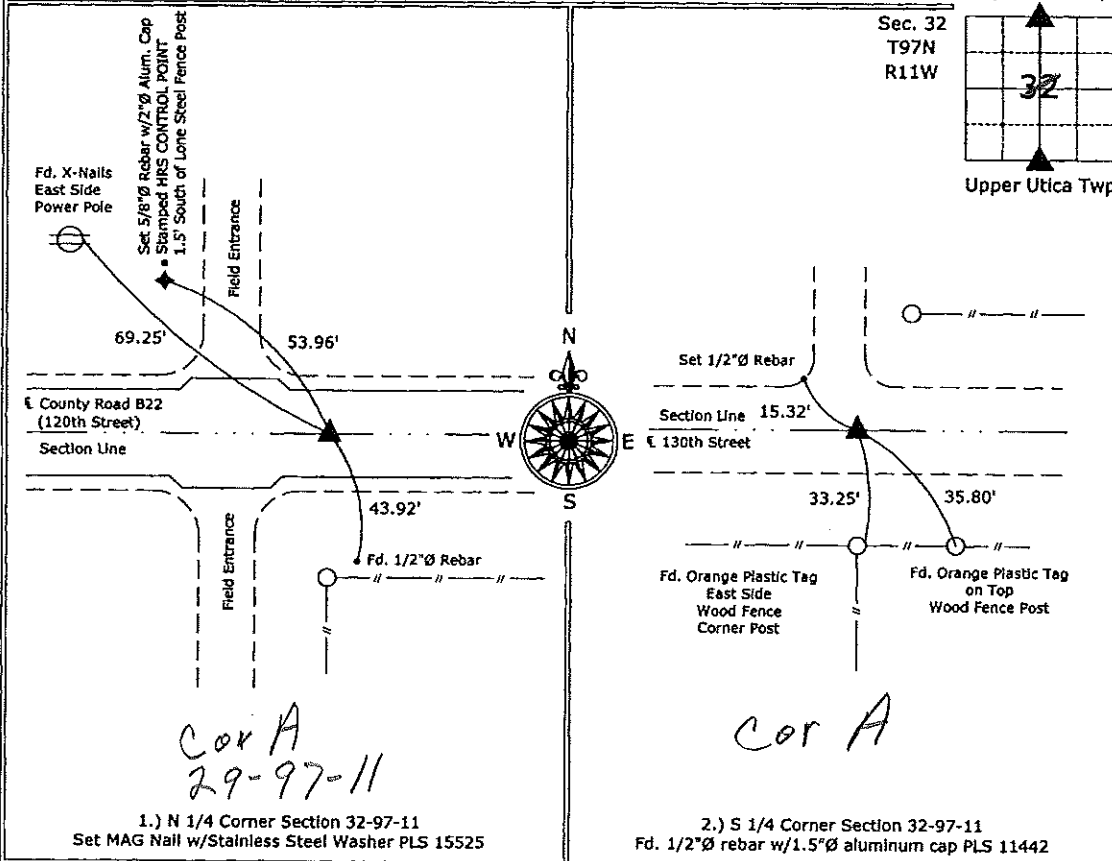 Sec. 32
T97N
R11W
32
Upper Utica Twp
Set 5/8"Ø Rebar w/2"Ø Alum. Cap
Stamped HRS CONTROL POINT
1.5' South of Lone Steel Fence Post
Fd. X-Nails
East Side
Power Pole
Field Entrance
69.25'
53.96'
℄ County Road B22
(120th Street)
Section Line
43.92'
Fd. 1/2"Ø Rebar
Field Entrance
Cor A
29-97-11
1.) N 1/4 Corner Section 32-97-11
Set MAG Nail w/Stainless Steel Washer PLS 15525
N
W
E
S
Set 1/2"Ø Rebar
Section Line
15.32'
℄ 130th Street
33.25'
35.80'
Fd. Orange Plastic Tag
East Side
Wood Fence
Corner Post
Fd. Orange Plastic Tag
on Top
Wood Fence Post
Cor A
2.) S 1/4 Corner Section 32-97-11
Fd. 1/2"Ø rebar w/1.5"Ø aluminum cap PLS 11442